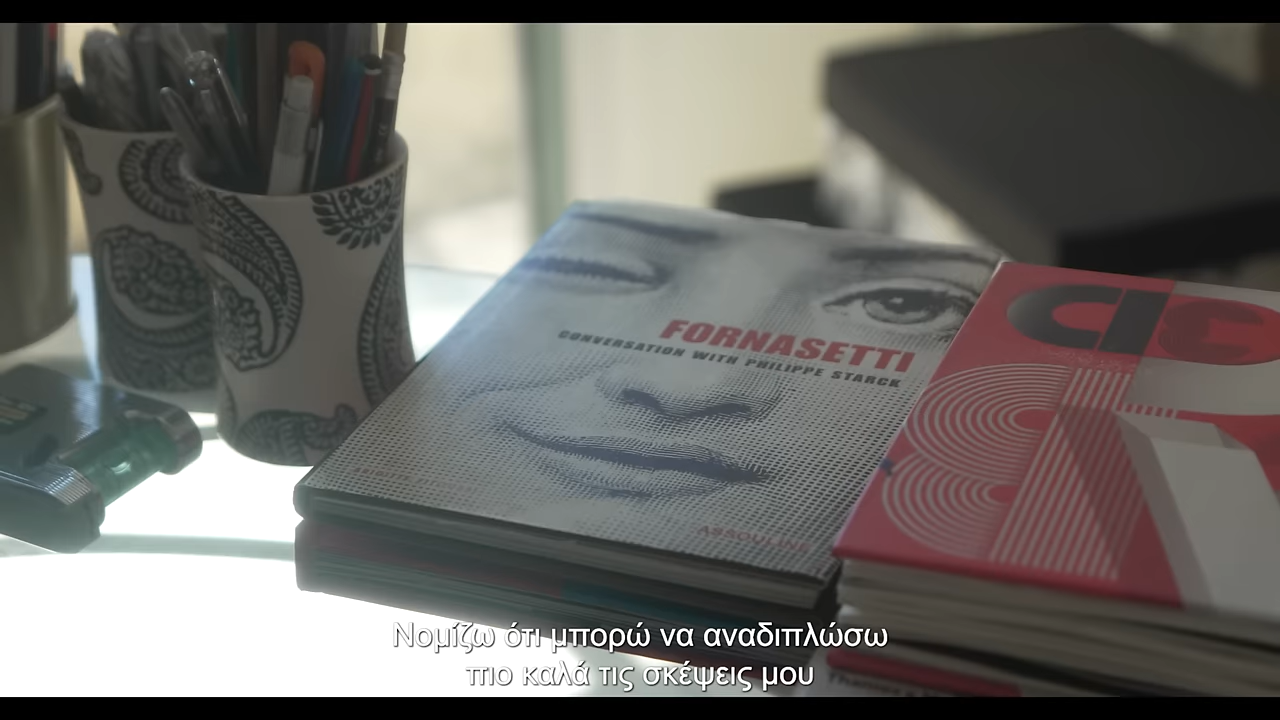 FORNASETTI
CONVERSATION WITH PHILIPPE STARCK
ASSOULINE
Νομίζω ότι μπορώ να αναδιπλώσω
πιο καλά τις σκέψεις μου